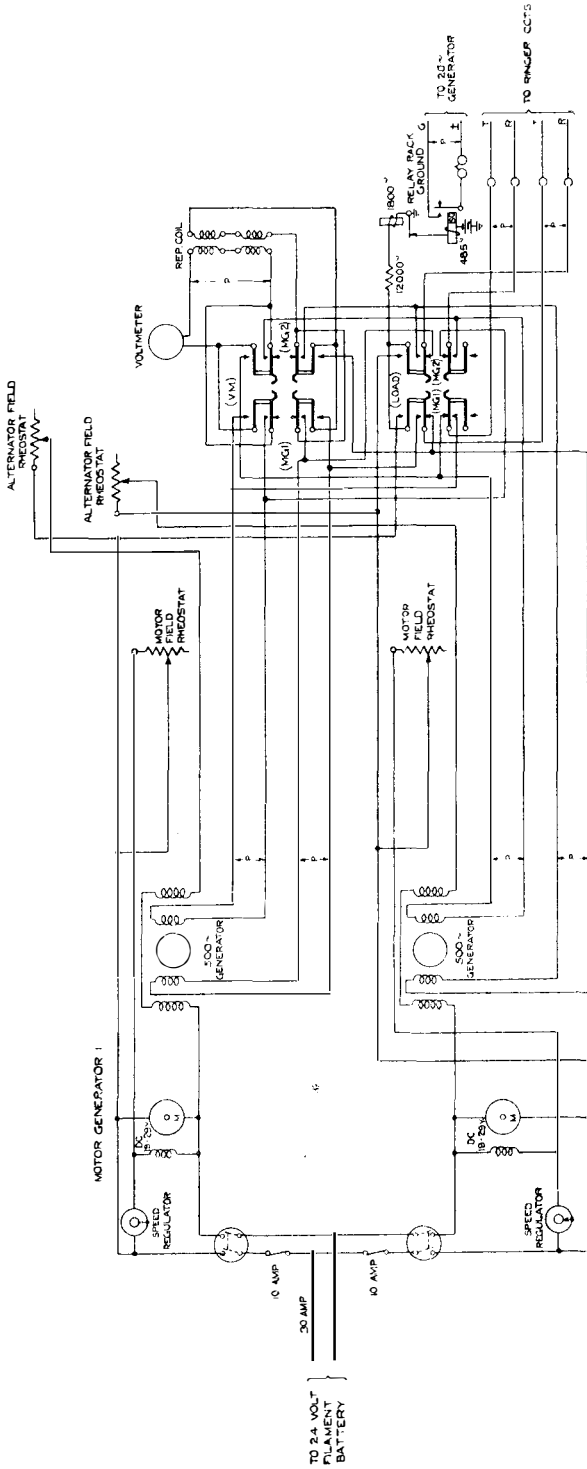 ALTERNATOR FIELD
RHEOSTAT
ALTERNATOR FIELD
RHEOSTAT
VOLTMETER
REP. COIL
P
(VM)
(MG1)
(MG2)
MOTOR GENERATOR 1
MOTOR
FIELD
RHEOSTAT
500~
GENERATOR
P
P
DC
18-29V
M
SPEED
REGULATOR
10 AMP
30 AMP
10 AMP
TO 24 VOLT
FILAMENT
BATTERY
SPEED
REGULATOR
DC
18-29V
M
500~
GENERATOR
P
P
MOTOR
FIELD
RHEOSTAT
(LOAD)
(MG1)
(MG2)
12000~
1800~
RELAY RACK
GROUND
485~
TO 20~
GENERATOR
G
P
±
T
P
R
T
P
R
TO RINGER CCTS